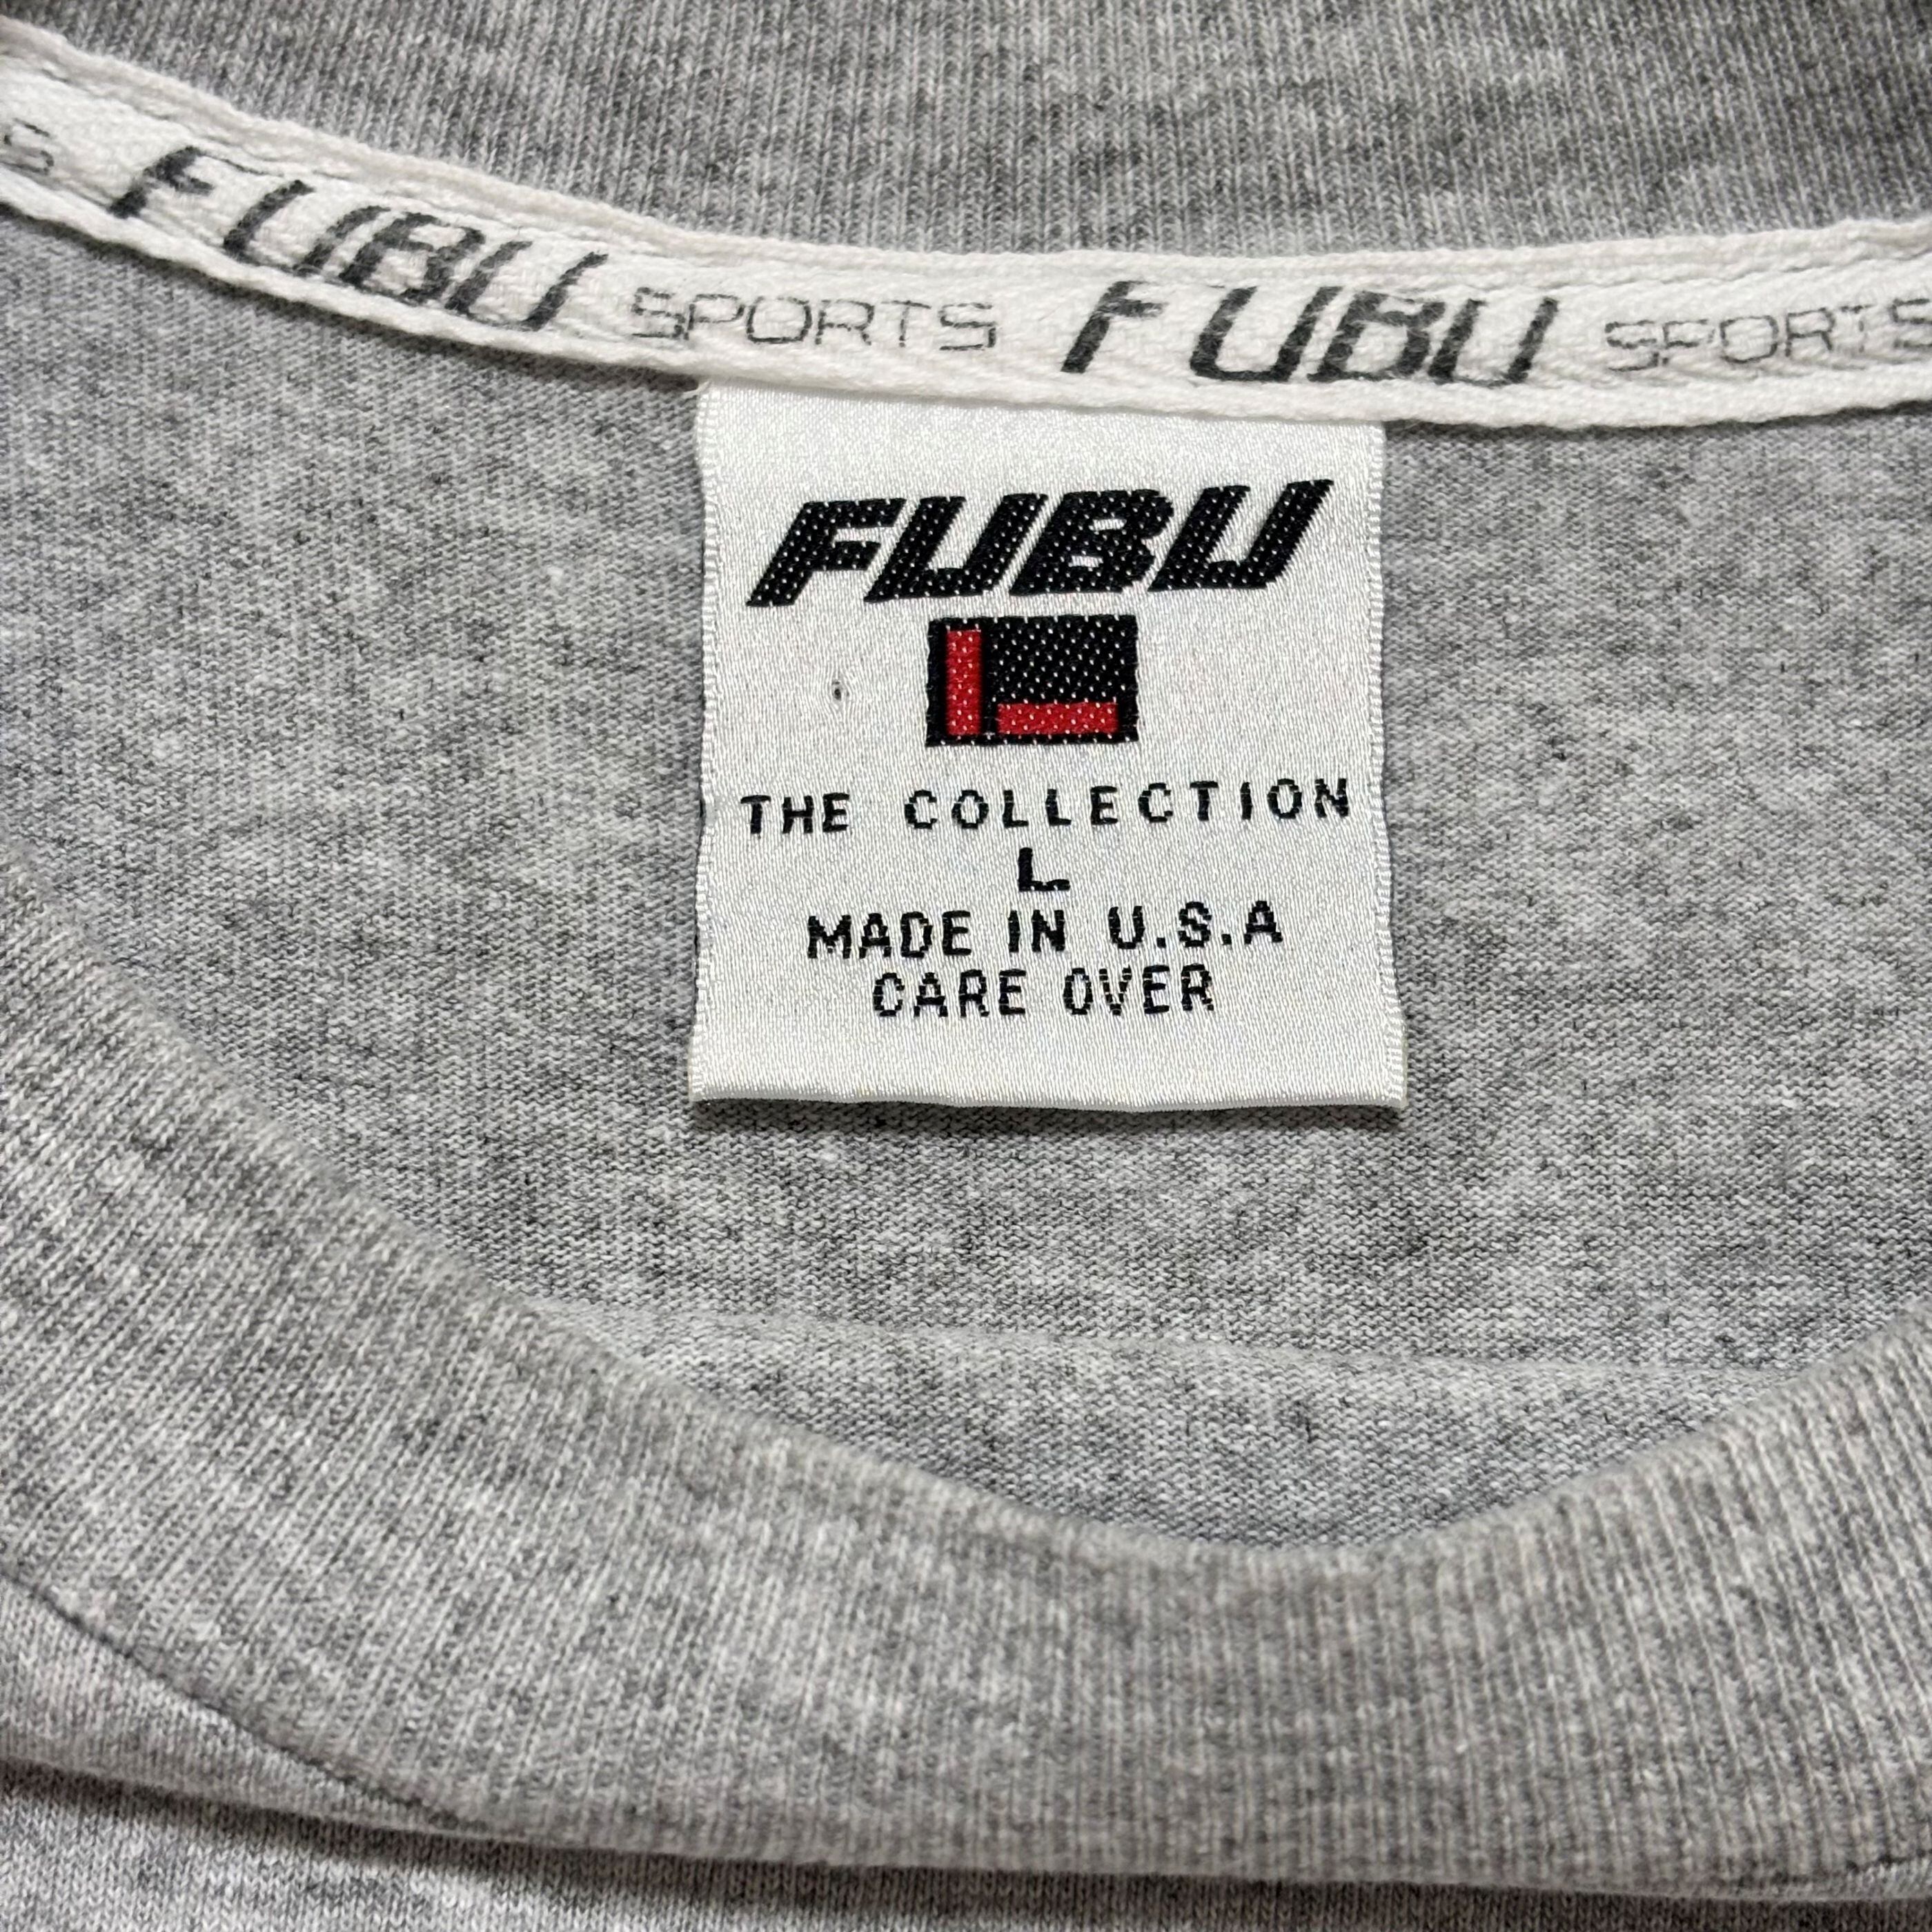 S FUBU SPORTS FUBU SPORTS
FUBU
THE COLLECTION
L
MADE IN U.S.A
CARE OVER